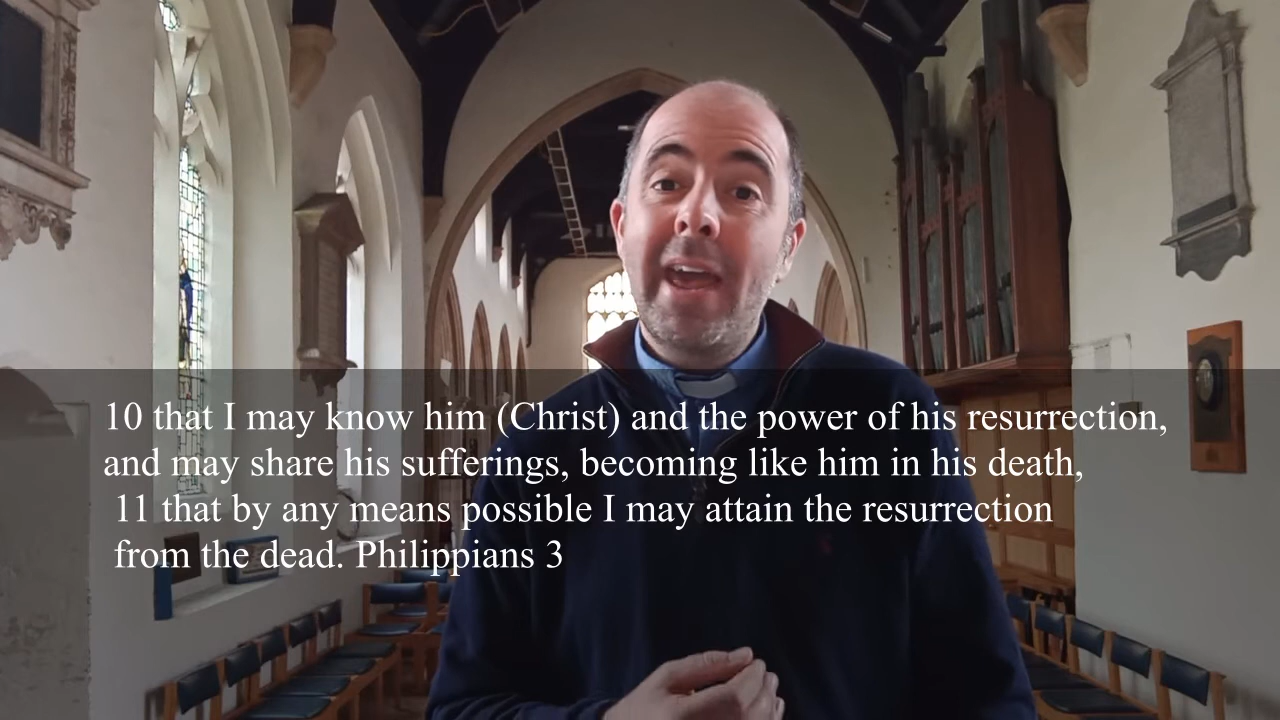 10 that I may know him (Christ) and the power of his resurrection,
and may share his sufferings, becoming like him in his death,
11 that by any means possible I may attain the resurrection
from the dead. Philippians 3